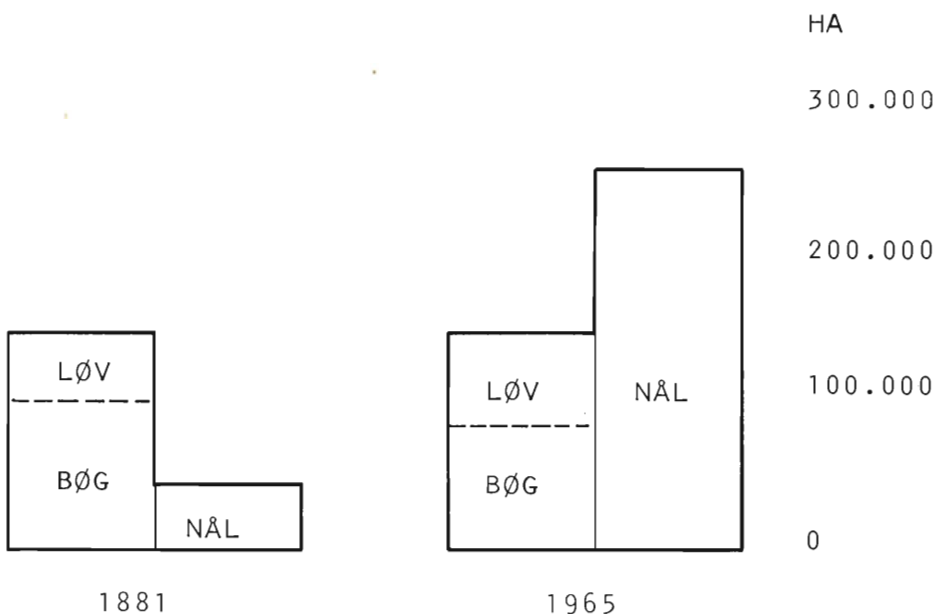 HA
300.000
200.000
100.000
0
LØV
BØG
NÅL
1881
LØV
BØG
NÅL
1965